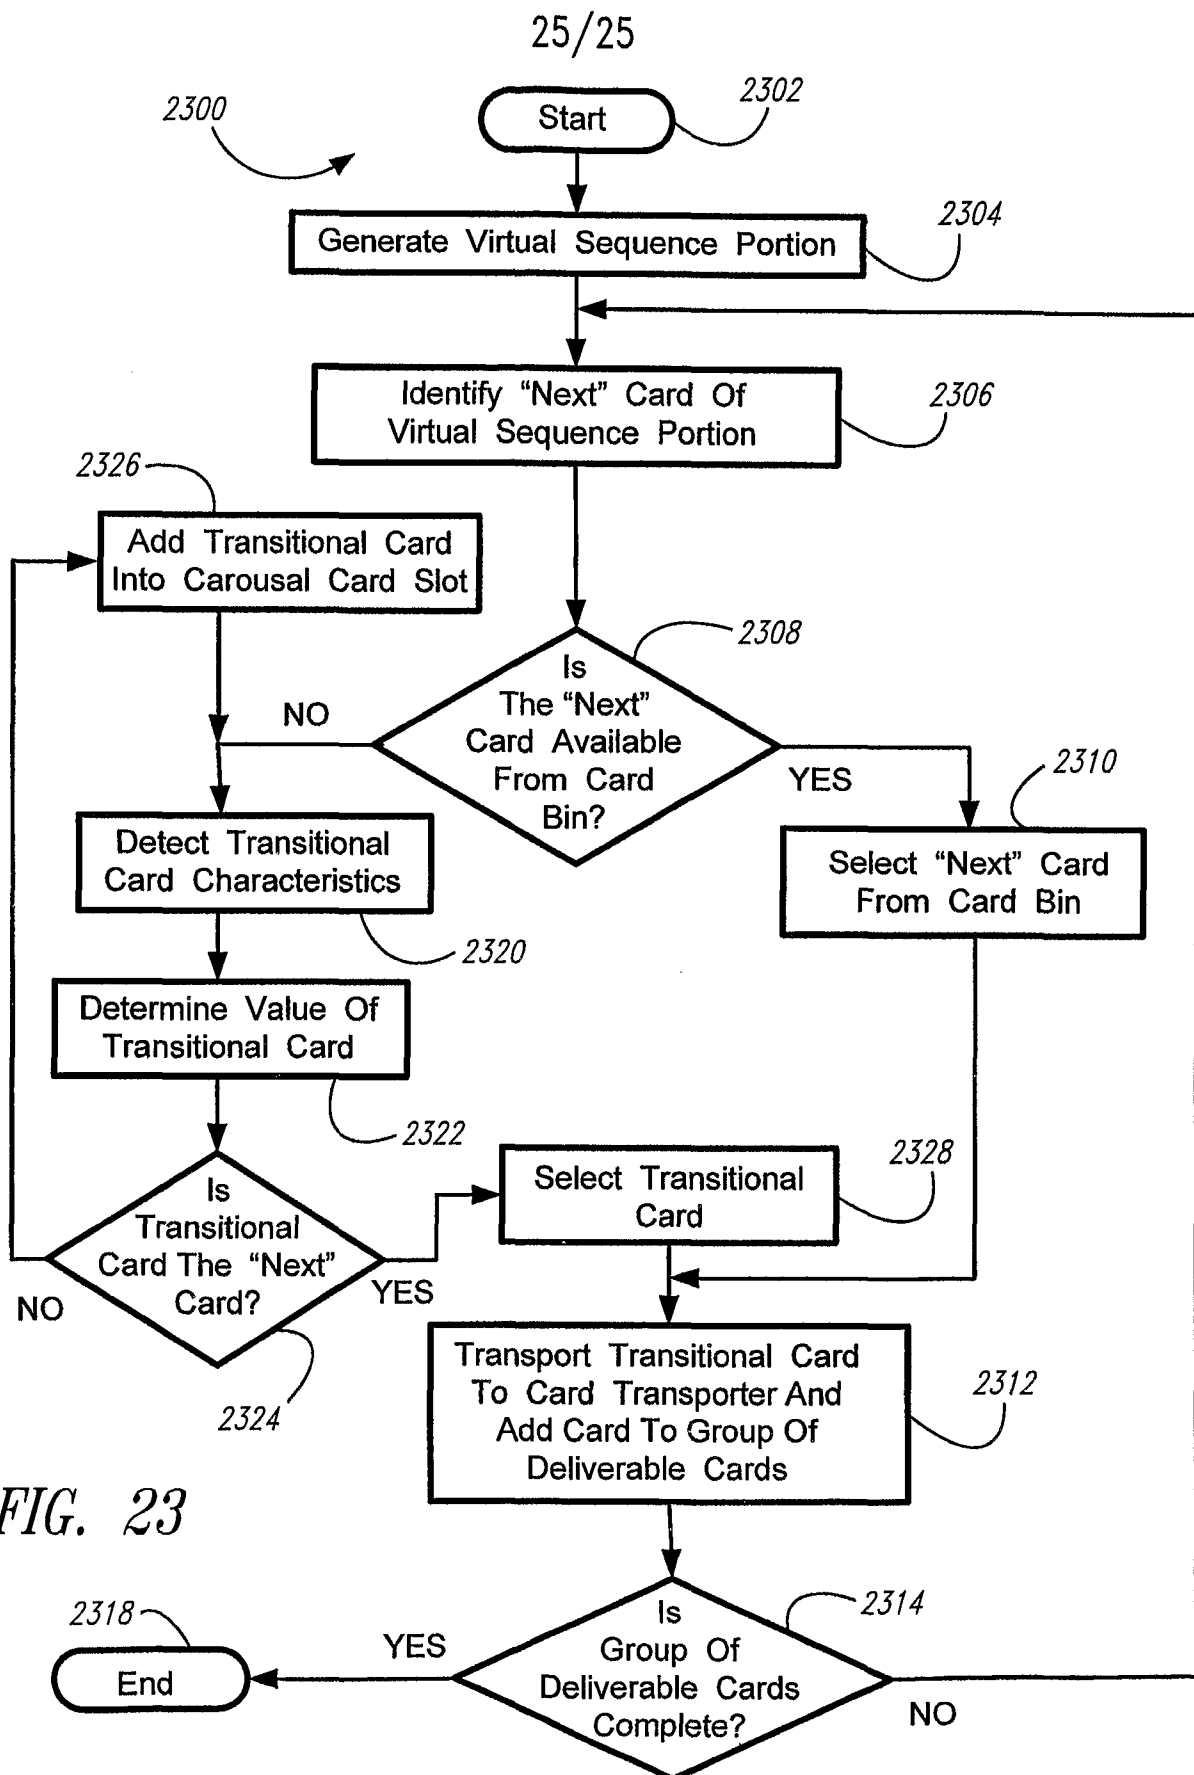 25/25
2300
Start
2302
Generate Virtual Sequence Portion
2304
Identify “Next” Card Of
Virtual Sequence Portion
2306
2326
Add Transitional Card
Into Carousal Card Slot
Is
The “Next”
Card Available
From Card
Bin?
2308
NO
YES
2310
Select “Next” Card
From Card Bin
Detect Transitional
Card Characteristics
2320
Determine Value Of
Transitional Card
2322
Is
Transitional
Card The “Next”
Card?
NO
YES
2324
Select Transitional
Card
2328
Transport Transitional Card
To Card Transporter And
Add Card To Group Of
Deliverable Cards
2312
FIG. 23
Is
Group Of
Deliverable Cards
Complete?
2314
YES
NO
2318
End